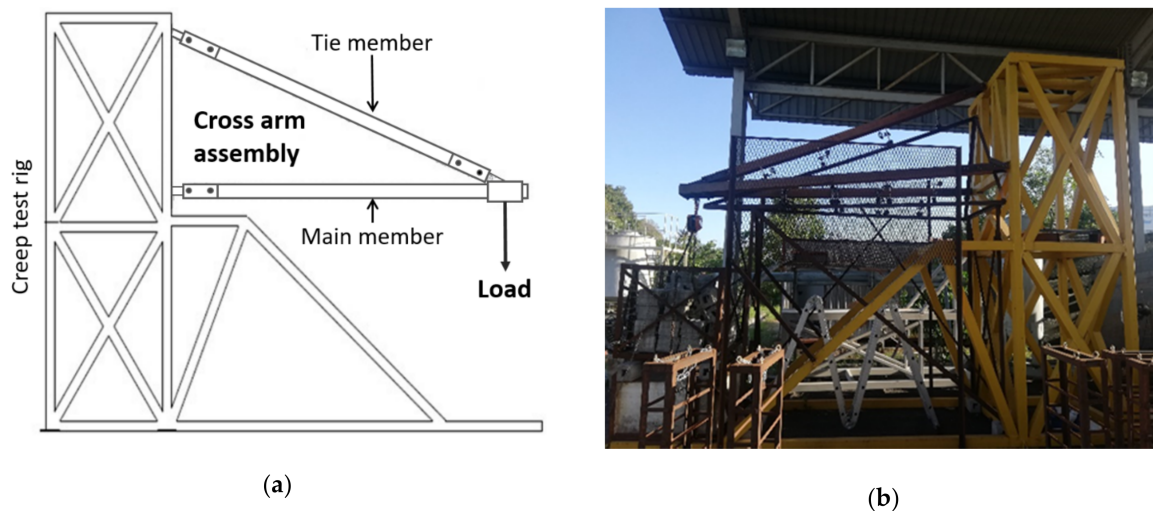 Tie member
Cross arm
assembly
Creep test rig
Main member
Load
(a)
(b)